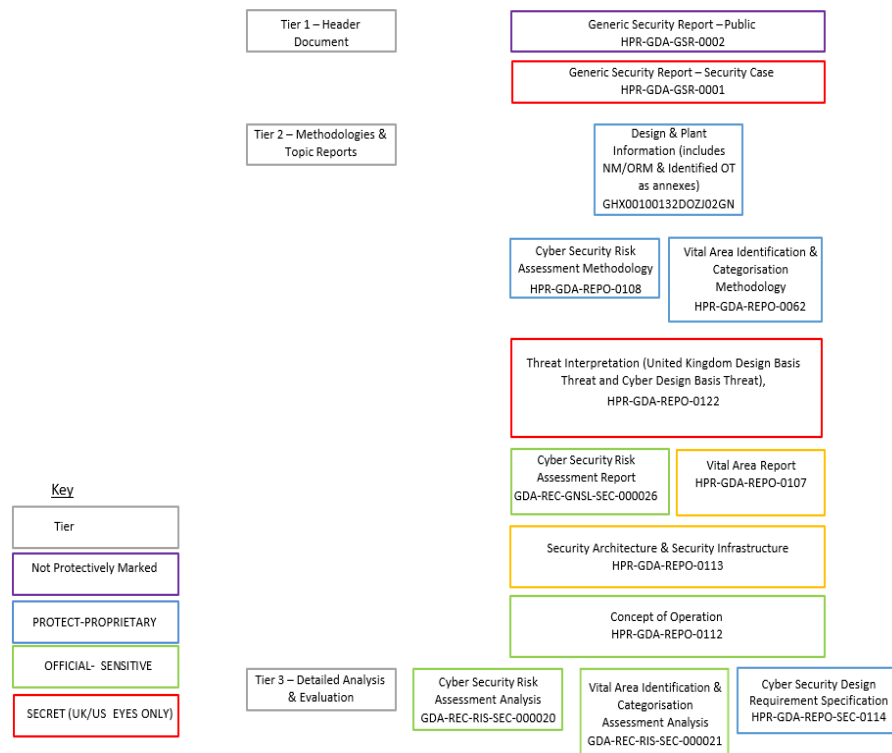 Tier 1 – Header
Document
Generic Security Report – Public
HPR-GDA-GSR-0002
Generic Security Report – Security Case
HPR-GDA-GSR-0001
Tier 2 – Methodologies &
Topic Reports
Design & Plant
Information (includes
NM/ORM & Identified OT
as annexes)
GHX00100132DOZJ02GN
Cyber Security Risk
Assessment Methodology
HPR-GDA-REPO-0108
Vital Area Identification &
Categorisation
Methodology
HPR-GDA-REPO-0062
Threat Interpretation (United Kingdom Design Basis
Threat and Cyber Design Basis Threat),
HPR-GDA-REPO-0122
Cyber Security Risk
Assessment Report
GDA-REC-GNSL-SEC-000026
Vital Area Report
HPR-GDA-REPO-0107
Security Architecture & Security Infrastructure
HPR-GDA-REPO-0113
Concept of Operation
HPR-GDA-REPO-0112
Tier 3 – Detailed Analysis
& Evaluation
Cyber Security Risk
Assessment Analysis
GDA-REC-RIS-SEC-000020
Vital Area Identification &
Categorisation
Assessment Analysis
GDA-REC-RIS-SEC-000021
Cyber Security Design
Requirement Specification
HPR-GDA-REPO-SEC-0114
Key
Tier
Not Protectively Marked
PROTECT-PROPRIETARY
OFFICIAL- SENSITIVE
SECRET (UK/US EYES ONLY)